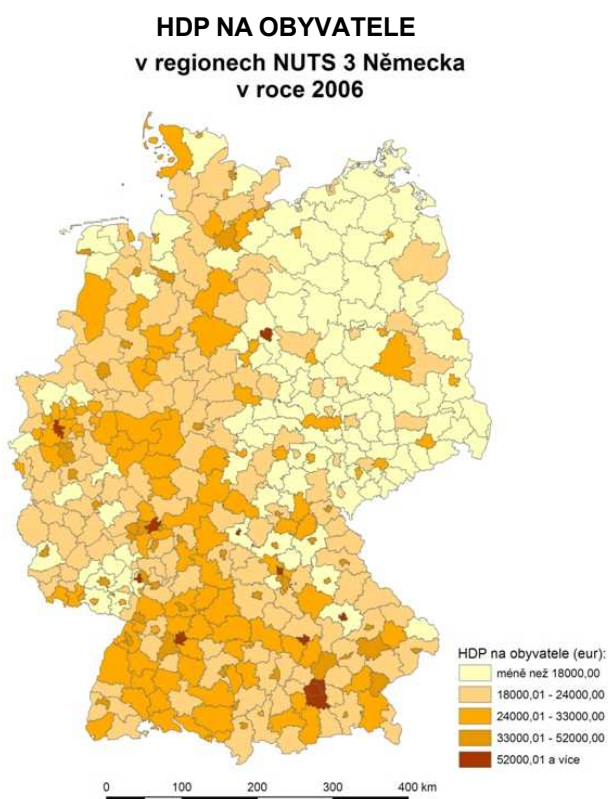 HDP NA OBYVATELE
v regionech NUTS 3 Německa
v roce 2006
HDP na obyvatele (eur):
méně než 18000,00
18000,01 - 24000,00
24000,01 - 33000,00
33000,01 - 52000,00
52000,01 a více
0 100 200 300 400 km